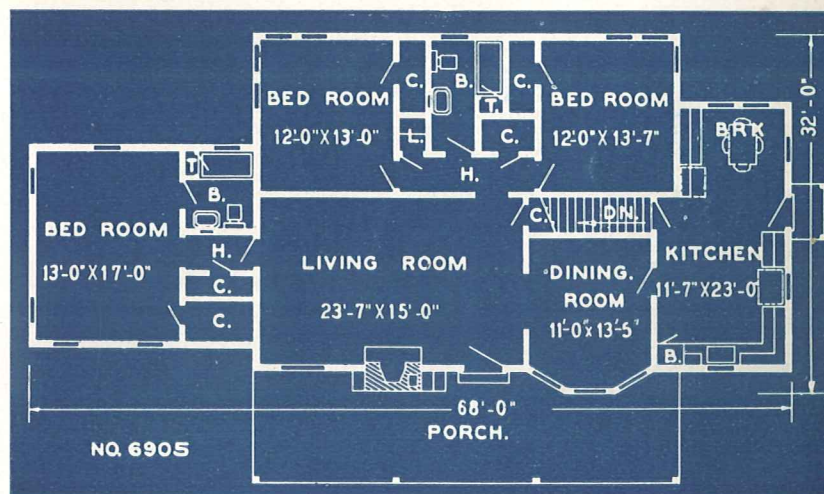 C.
B.
C.
BED ROOM
12'-0"X13'-0"
T.
BED ROOM
12'-0"X13'-7"
BRK
32'-0"
L.
C.
H.
T
B.
BED ROOM
13'-0"X17'-0"
H.
C.
C.
LIVING ROOM
23'-7"X15'-0"
C.
DN.
DINING.
ROOM
11'-0"X13'-5"
KITCHEN
11'-7"X23'-0"
B.
68'-0"
PORCH.
NO. 6905